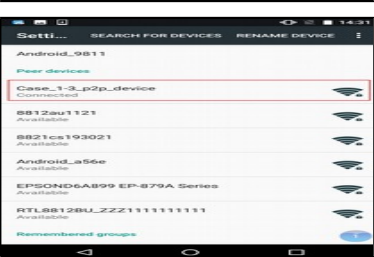 14:31
Setti... SEARCH FOR DEVICES RENAME DEVICE
Android_9811
Peer devices
Case_1-3_p2p_device
Connected
8812au1121
Available
8821cs193021
Available
Android_a56e
Available
EPSOND6A899 EP-879A Series
Available
RTL8812BU_ZZZ1111111111
Available
Remembered groups